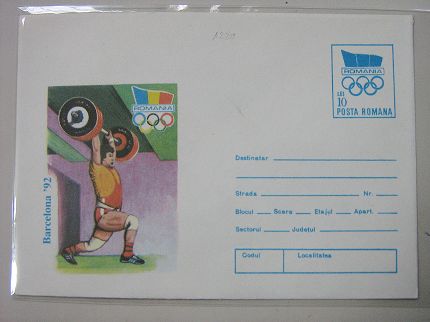 ROMANIA
LEI
10
POSTA ROMANA
ROMANIA
Barcelona '92
Destinatar
Strada Nr.
Blocul Scara Etajul Apart.
Sectorul Judetul
Codul Localitatea